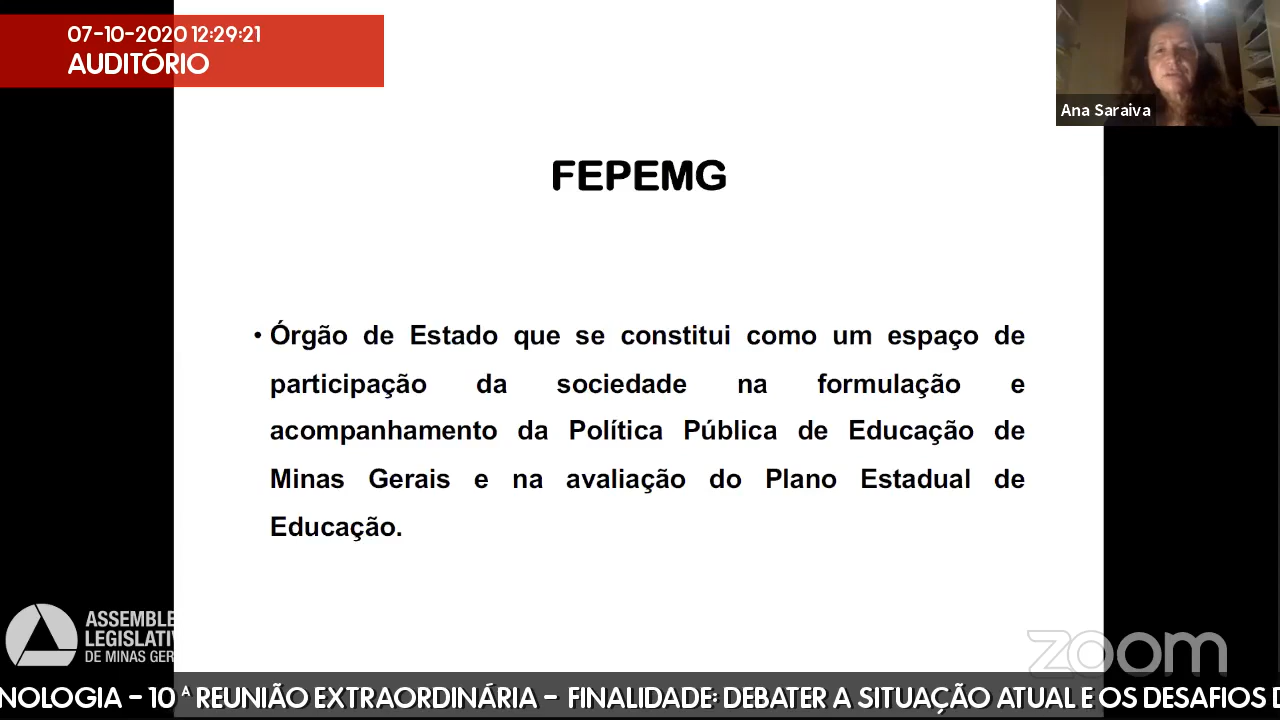 07-10-2020 12:29:21
AUDITÓRIO
Ana Saraiva
FEPEMG
• Órgão de Estado que se constitui como um espaço de
participação da sociedade na formulação e
acompanhamento da Política Pública de Educação de
Minas Gerais e na avaliação do Plano Estadual de
Educação.
ASSEMBLE
LEGISLATIV
DE MINAS GER
zoom
NOLOGIA - 10ª REUNIÃO EXTRAORDINÁRIA - FINALIDADE: DEBATER A SITUAÇÃO ATUAL E OS DESAFIOS D